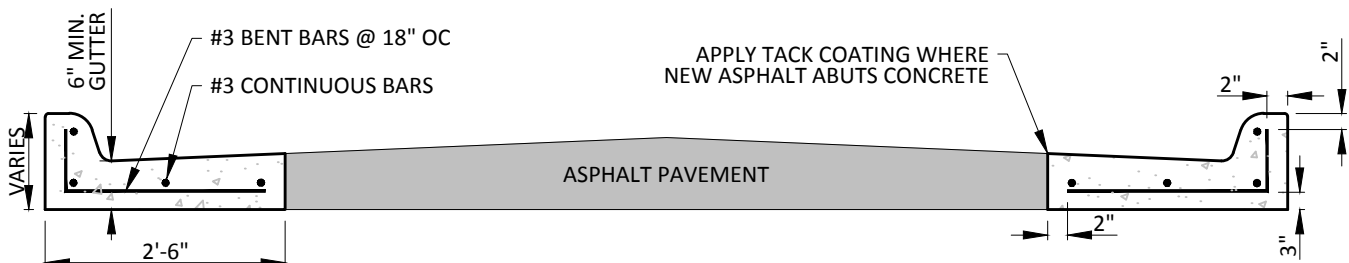 6" MIN.
GUTTER
#3 BENT BARS @ 18" OC
#3 CONTINUOUS BARS
VARIES
2'-6"
ASPHALT PAVEMENT
APPLY TACK COATING WHERE
NEW ASPHALT ABUTS CONCRETE
2"
2"
2"
3"